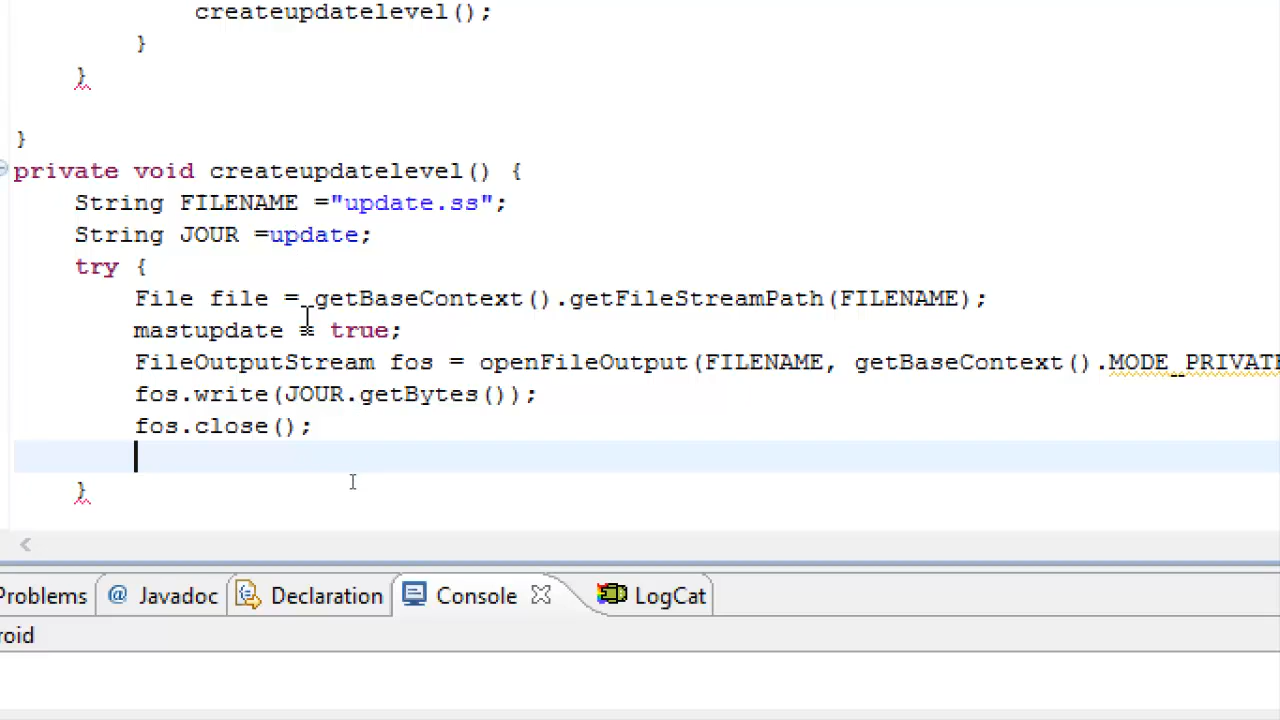 createupdatelevel();
}
}
}
private void createupdatelevel() {
String FILENAME ="update.ss";
String JOUR =update;
try {
File file = getBaseContext().getFileStreamPath(FILENAME);
mastupdate = true;
FileOutputStream fos = openFileOutput(FILENAME, getBaseContext().MODE_PRIVATE
fos.write(JOUR.getBytes());
fos.close();
}
Problems @ Javadoc Declaration Console LogCat
roid